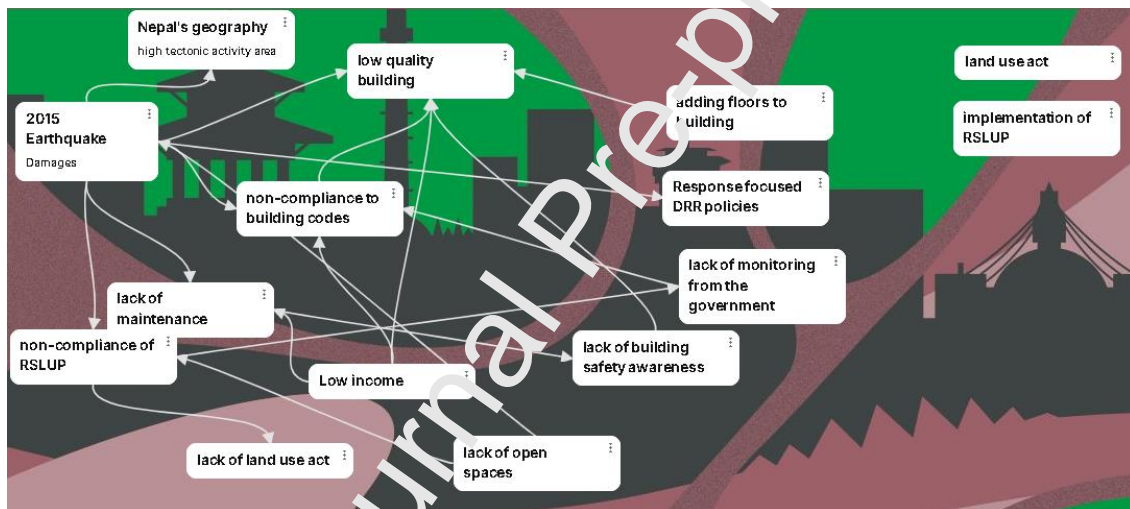 Nepal's geography
high tectonic activity area
low quality
building
land use act
2015
Earthquake
Damages
adding floors to
building
implementation of
RSLUP
non-compliance to
building codes
Response focused
DRR policies
lack of monitoring
from the
government
lack of
maintenance
non-compliance of
RSLUP
lack of building
safety awareness
Low income
lack of land use act
lack of open
spaces
urnal Pre-p